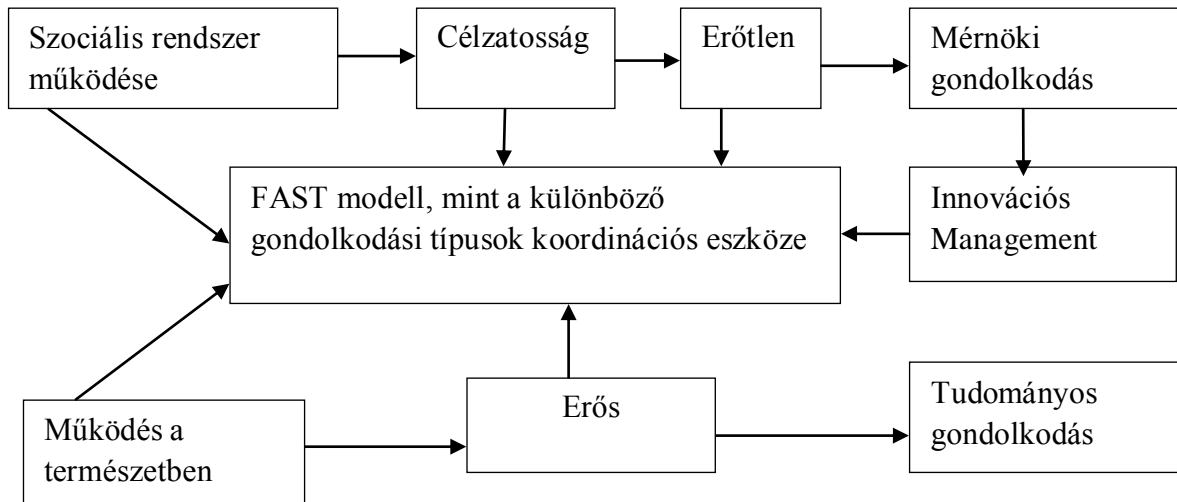 Szociális rendszer
működése
Célzatosság
Erőtlen
Mérnöki
gondolkodás
FAST modell, mint a különböző
gondolkodási típusok koordinációs eszköze
Innovációs
Management
Működés a
természetben
Erős
Tudományos
gondolkodás